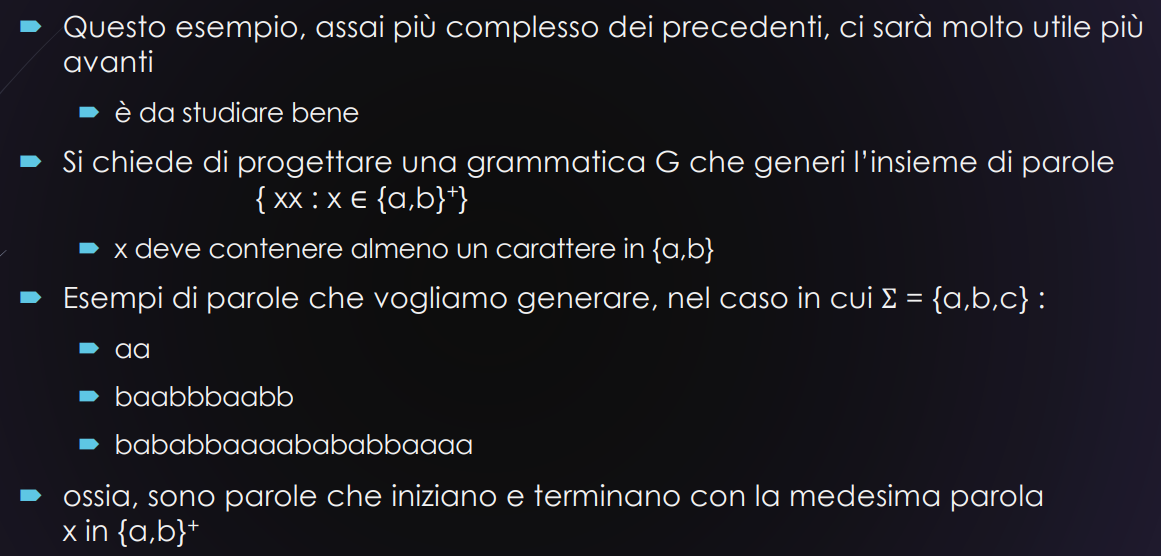 Questo esempio, assai più complesso dei precedenti, ci sarà molto utile più
avanti
è da studiare bene
Si chiede di progettare una grammatica G che generi l'insieme di parole
{ xx : x ∈ {a,b}⁺}
x deve contenere almeno un carattere in {a,b}
Esempi di parole che vogliamo generare, nel caso in cui Σ = {a,b,c} :
aa
baabbbaabb
bababbaaaabababbaaaa
ossia, sono parole che iniziano e terminano con la medesima parola
x in {a,b}⁺